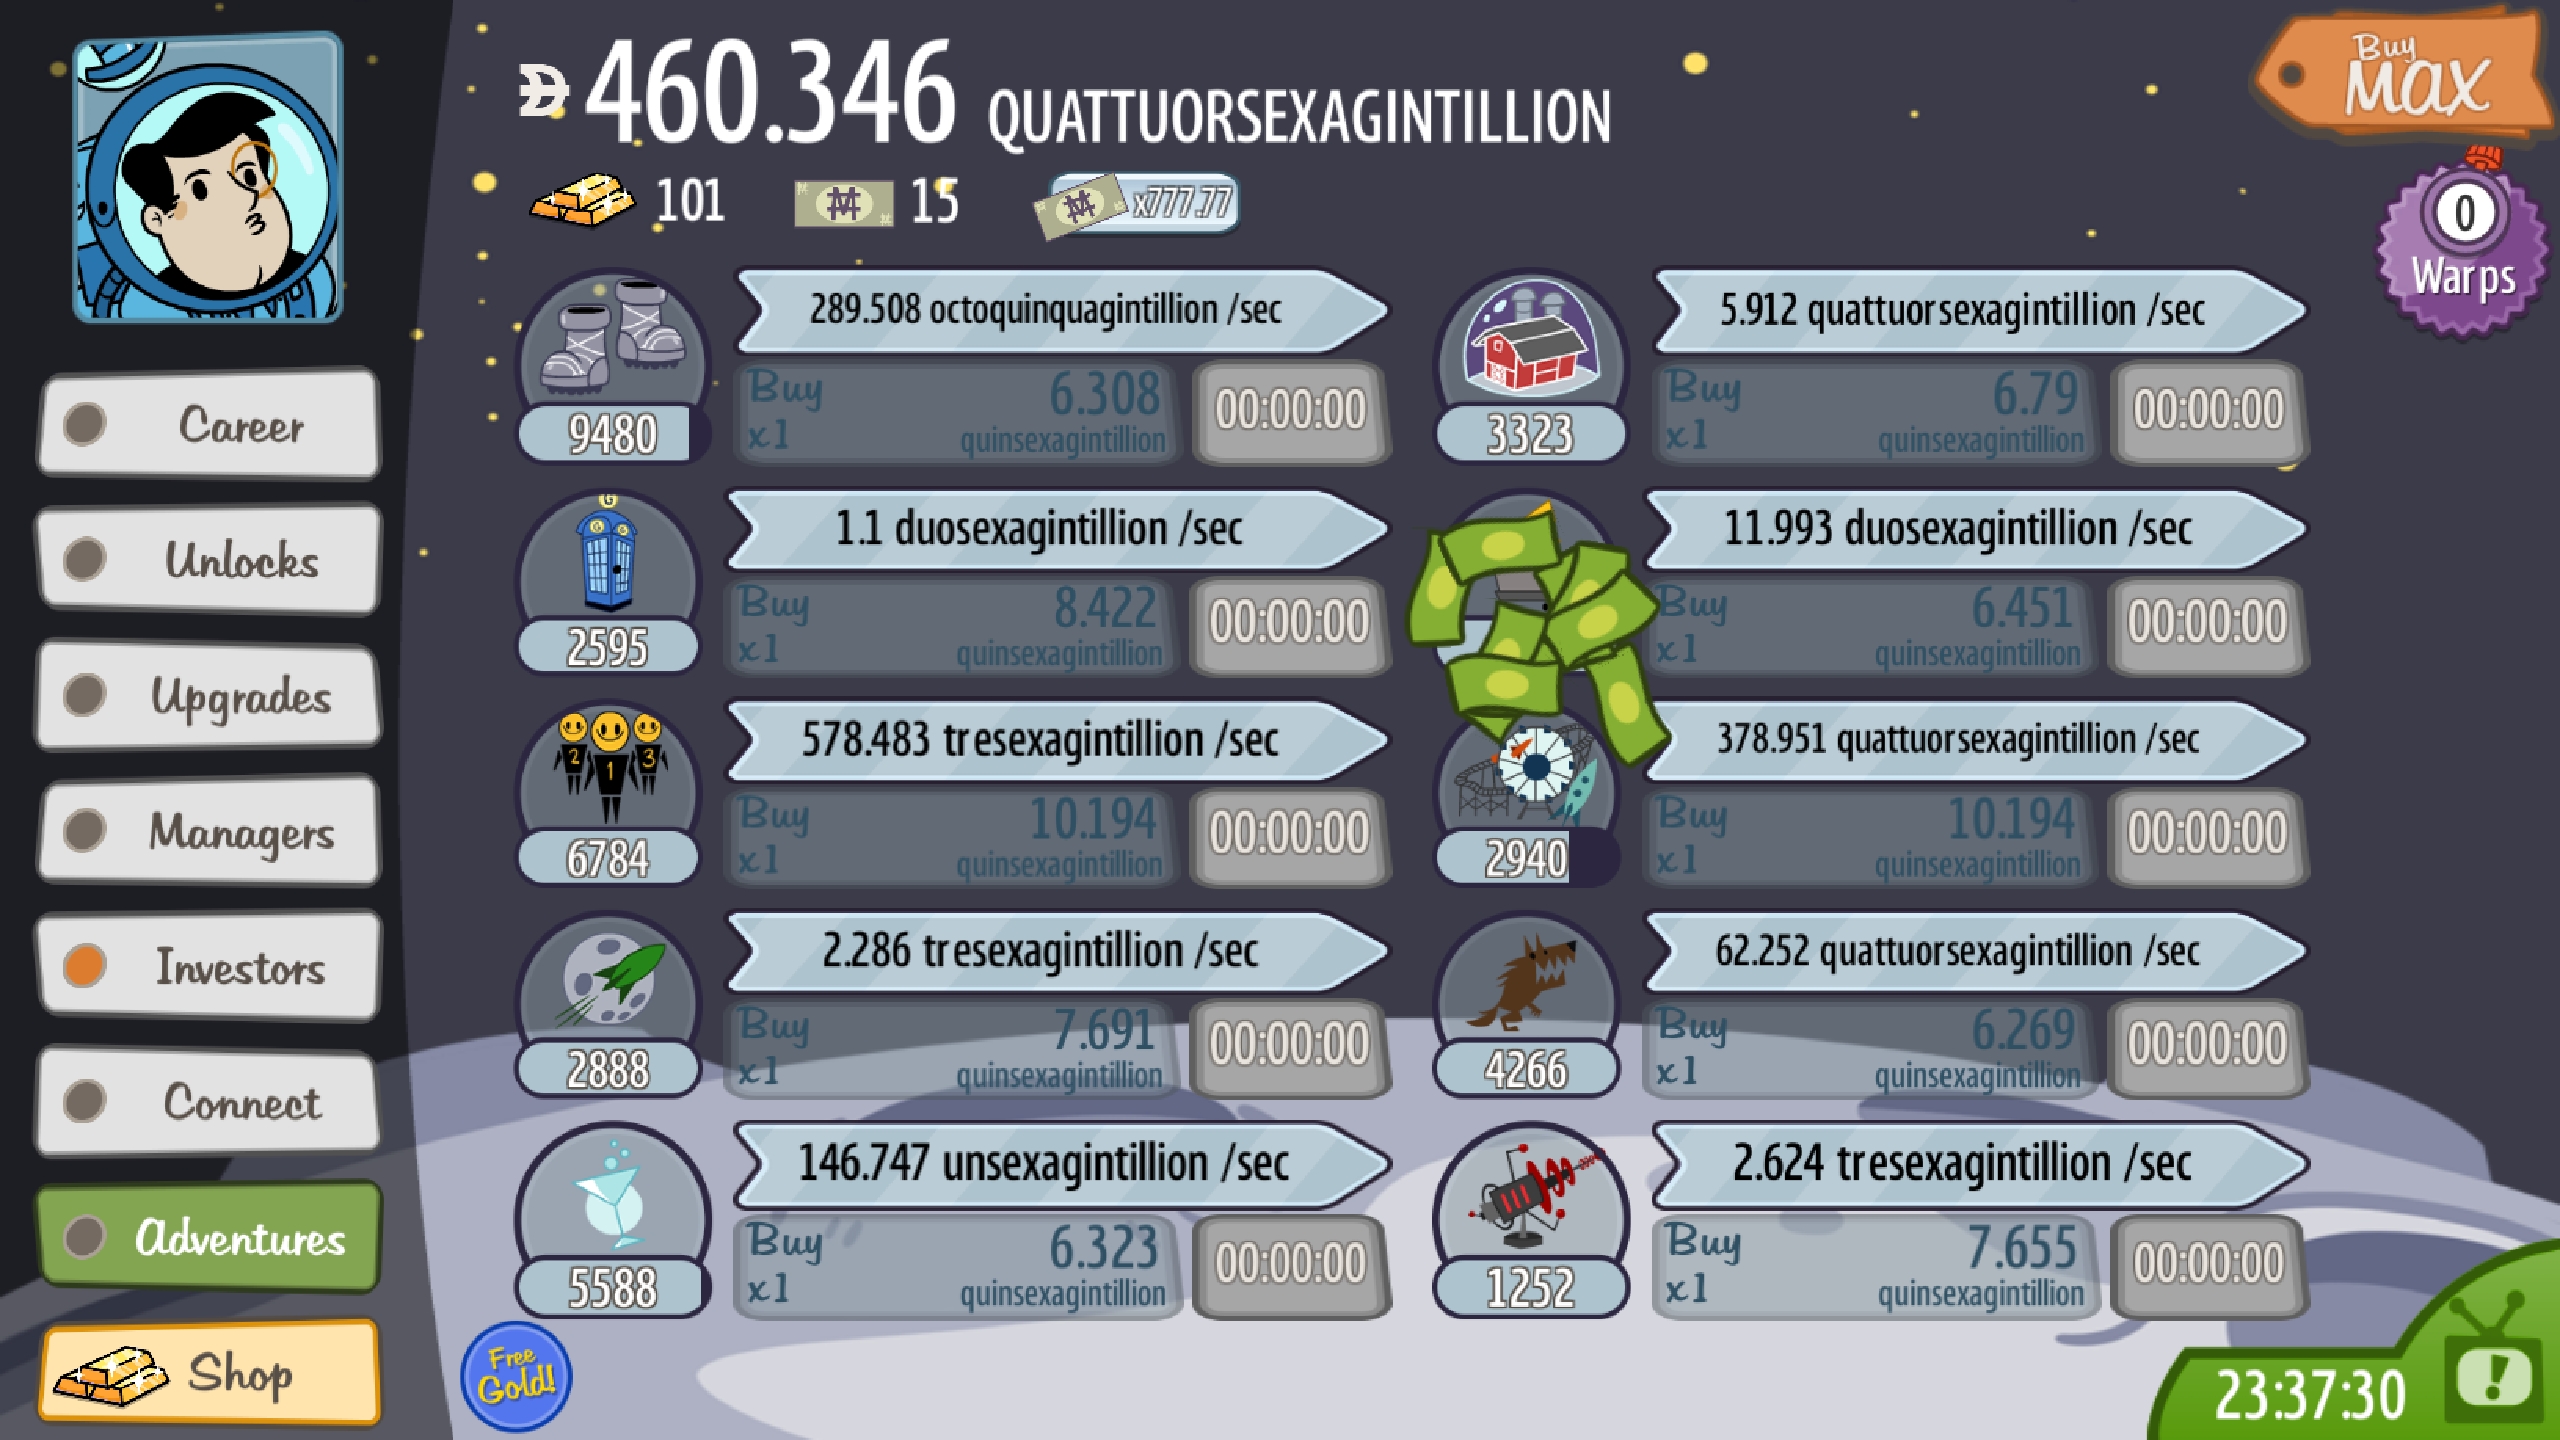 460.346 QUATTUORSEXAGINTILLION
Buy
MAX
101
15
x777.77
0
Warps
Career
Unlocks
Upgrades
Managers
Investors
Connect
Adventures
Shop
289.508 octoquinquagintillion /sec
Buy 6.308
x1 quinsexagintillion
00:00:00
9480
5.912 quattuorsexagintillion /sec
Buy 6.79
x1 quinsexagintillion
00:00:00
3323
G
G G
1.1 duosexagintillion /sec
Buy 8.422
x1 quinsexagintillion
00:00:00
2595
11.993 duosexagintillion /sec
Buy 6.451
x1 quinsexagintillion
00:00:00
2 1 3
578.483 tresexagintillion /sec
Buy 10.194
x1 quinsexagintillion
00:00:00
6784
378.951 quattuorsexagintillion /sec
Buy 10.194
x1 quinsexagintillion
00:00:00
2940
2.286 tresexagintillion /sec
Buy 7.691
x1 quinsexagintillion
00:00:00
2888
62.252 quattuorsexagintillion /sec
Buy 6.269
x1 quinsexagintillion
00:00:00
4266
146.747 unsexagintillion /sec
Buy 6.323
x1 quinsexagintillion
00:00:00
5588
2.624 tresexagintillion /sec
Buy 7.655
x1 quinsexagintillion
00:00:00
1252
Free
Gold!
23:37:30
!